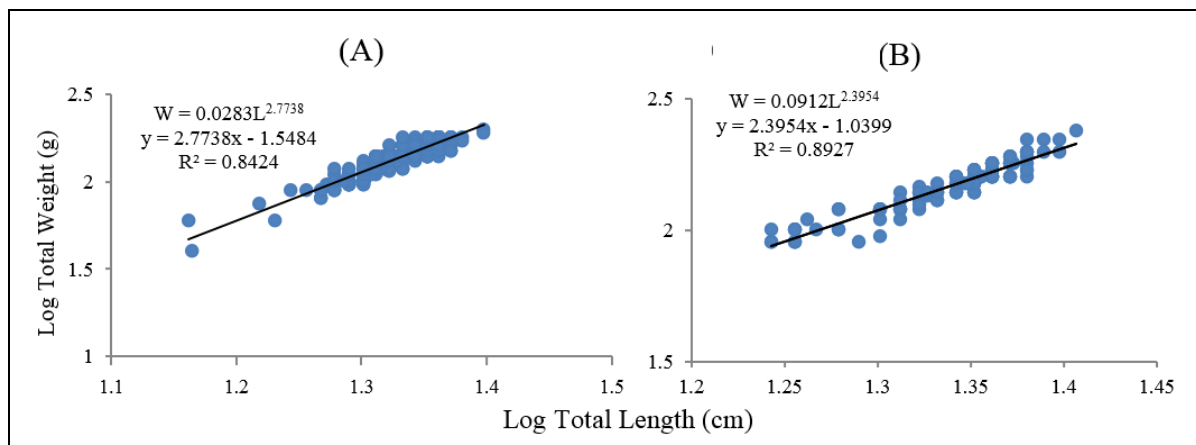 (A)
W = 0.0283L^2.7738
y = 2.7738x - 1.5484
R² = 0.8424
2.5
2
1.5
1
1.1
1.2
1.3
1.4
1.5
Log Total Weight (g)
(B)
W = 0.0912L^2.3954
y = 2.3954x - 1.0399
R² = 0.8927
2.5
2
1.5
1.2
1.25
1.3
1.35
1.4
1.45
Log Total Length (cm)